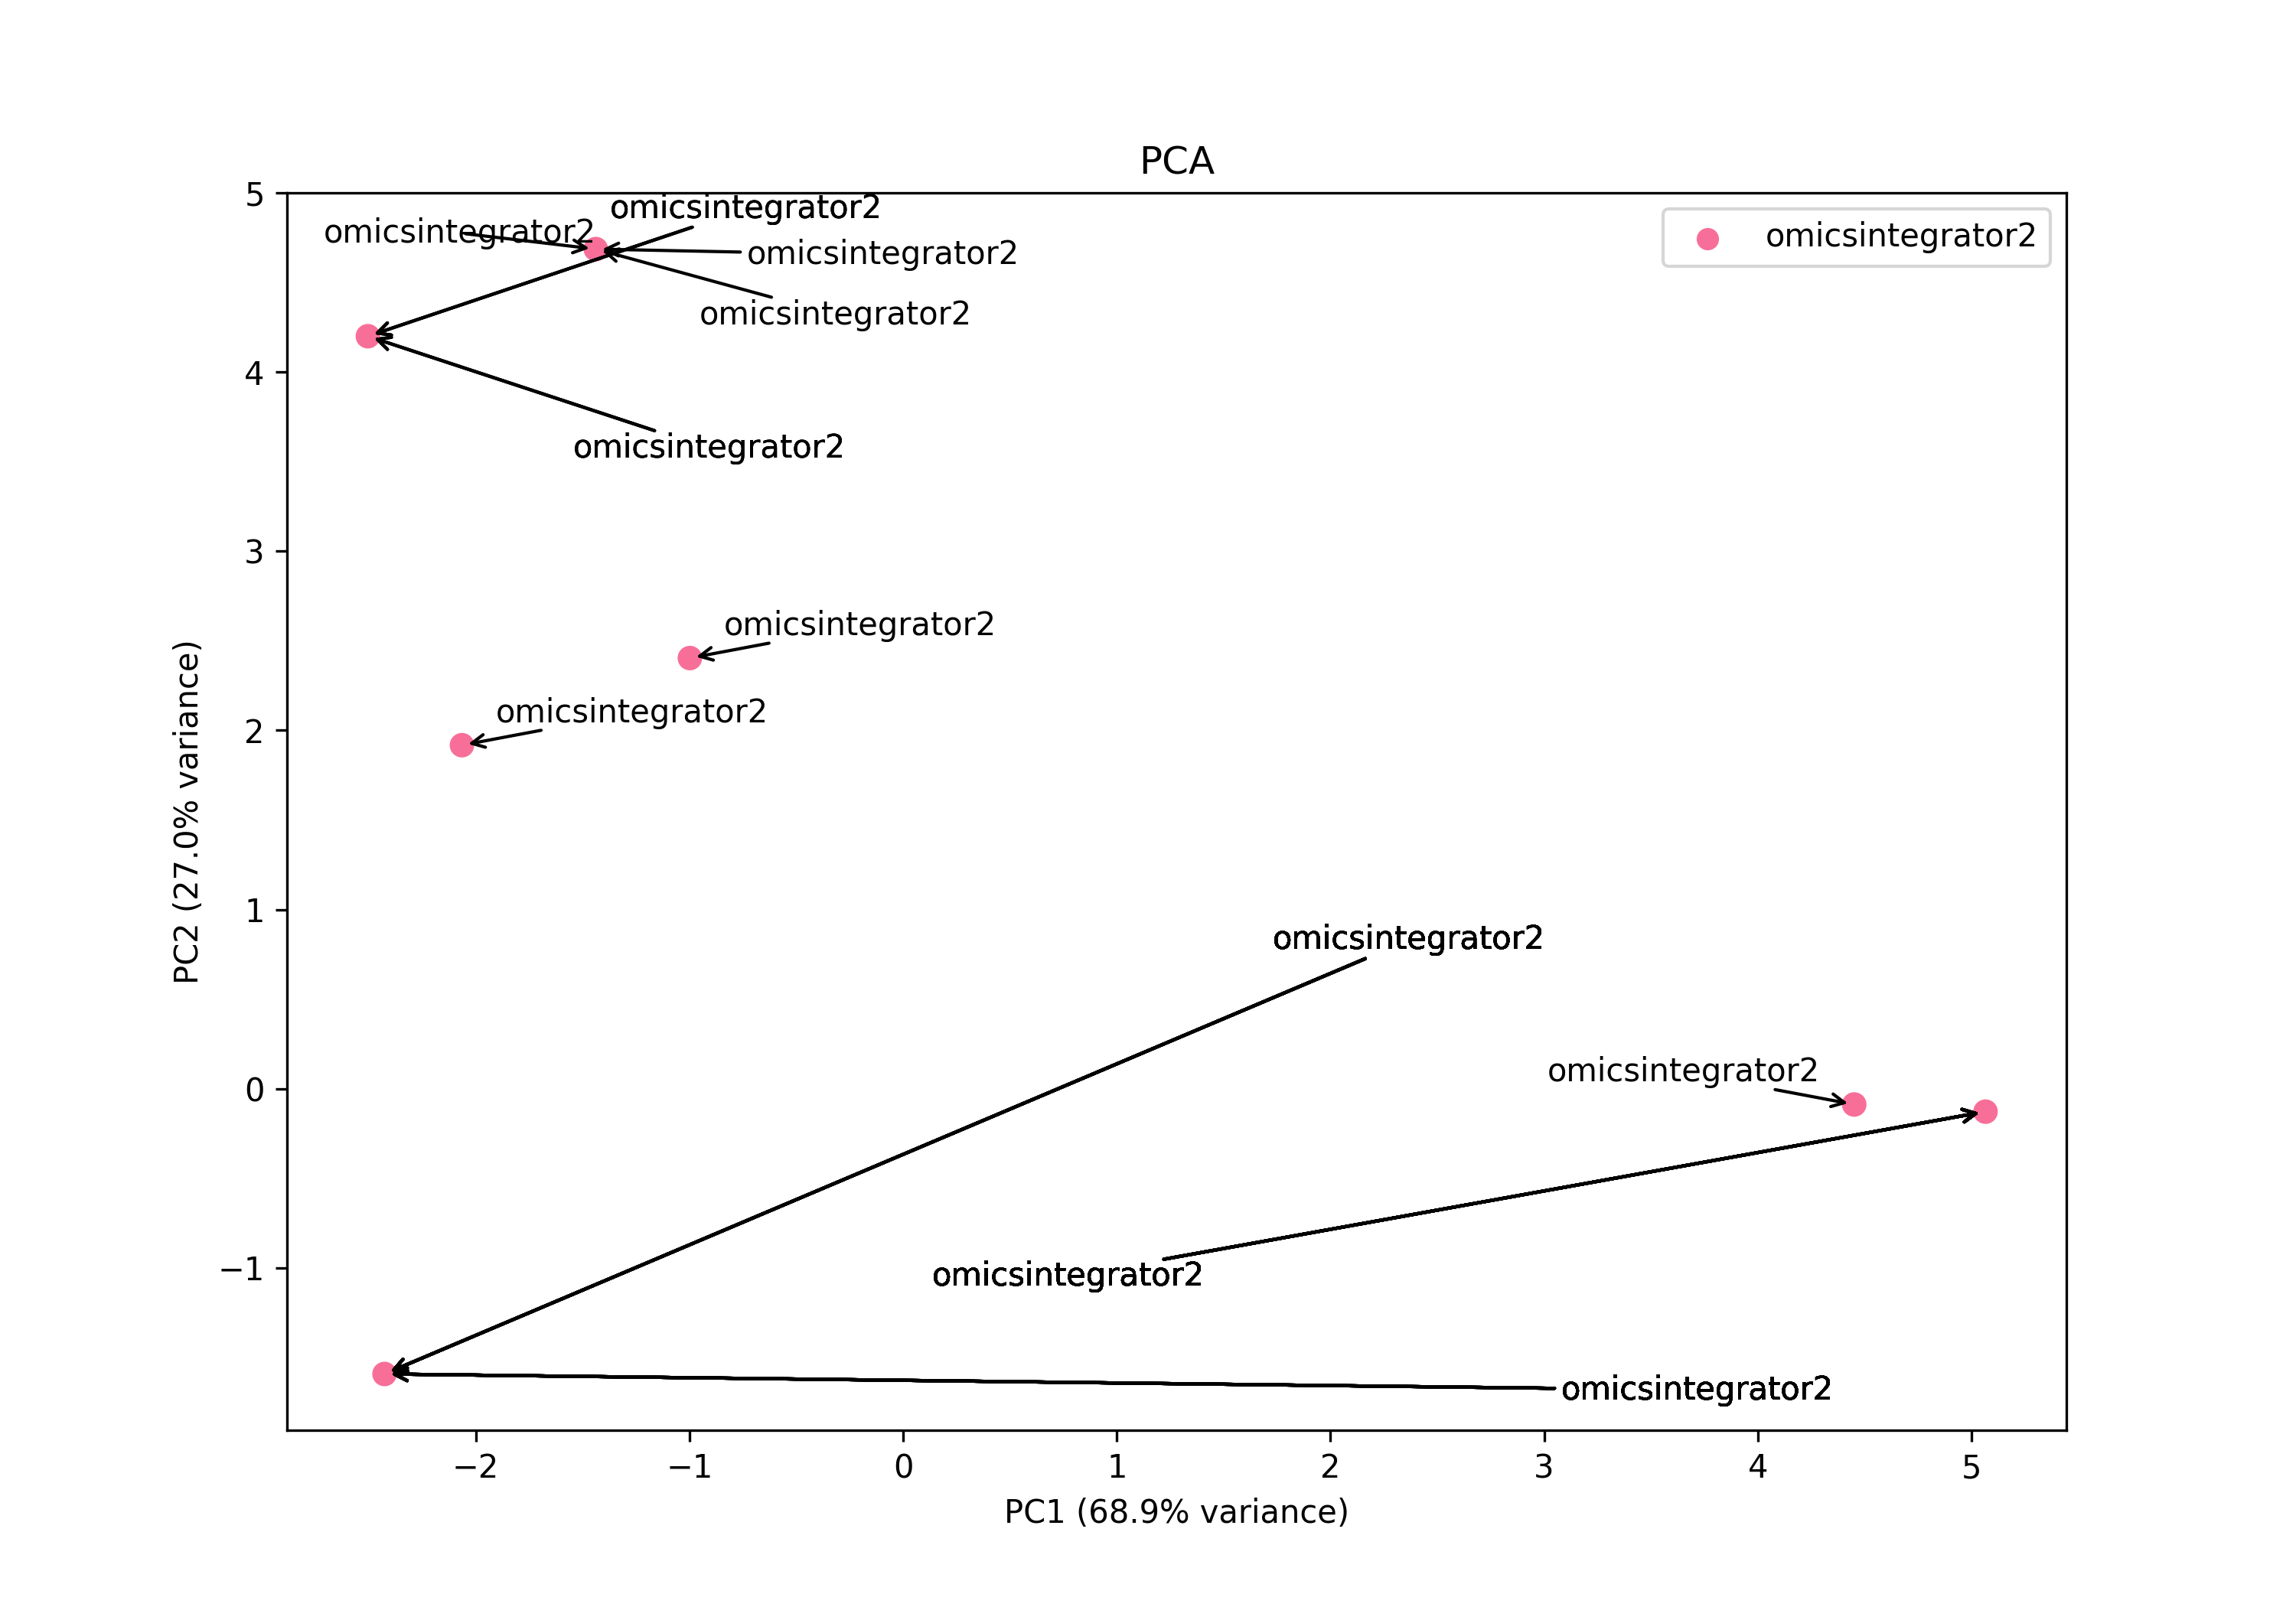 PCA
5
omicsintegrator2
omicsintegrator2
omicsintegrator2
omicsintegrator2
omicsintegrator2
4
omicsintegrator2
3
omicsintegrator2
omicsintegrator2
2
1
omicsintegrator2
omicsintegrator2
0
omicsintegrator2
−1
omicsintegrator2
PC2 (27.0% variance)
−2 −1 0 1 2 3 4 5
PC1 (68.9% variance)